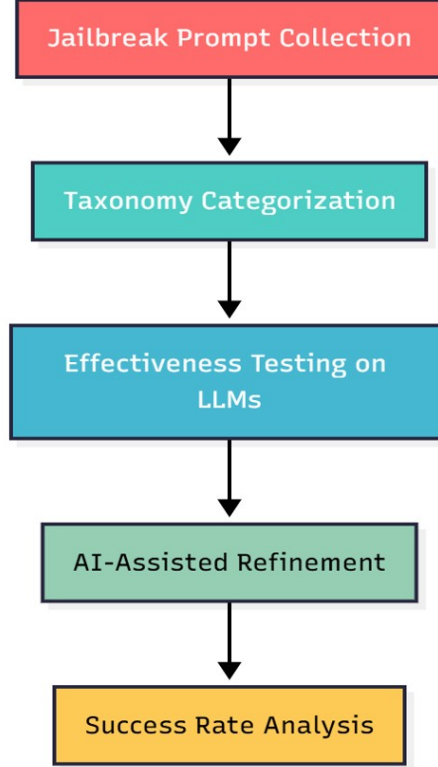 Jailbreak Prompt Collection
Taxonomy Categorization
Effectiveness Testing on
LLMs
AI-Assisted Refinement
Success Rate Analysis